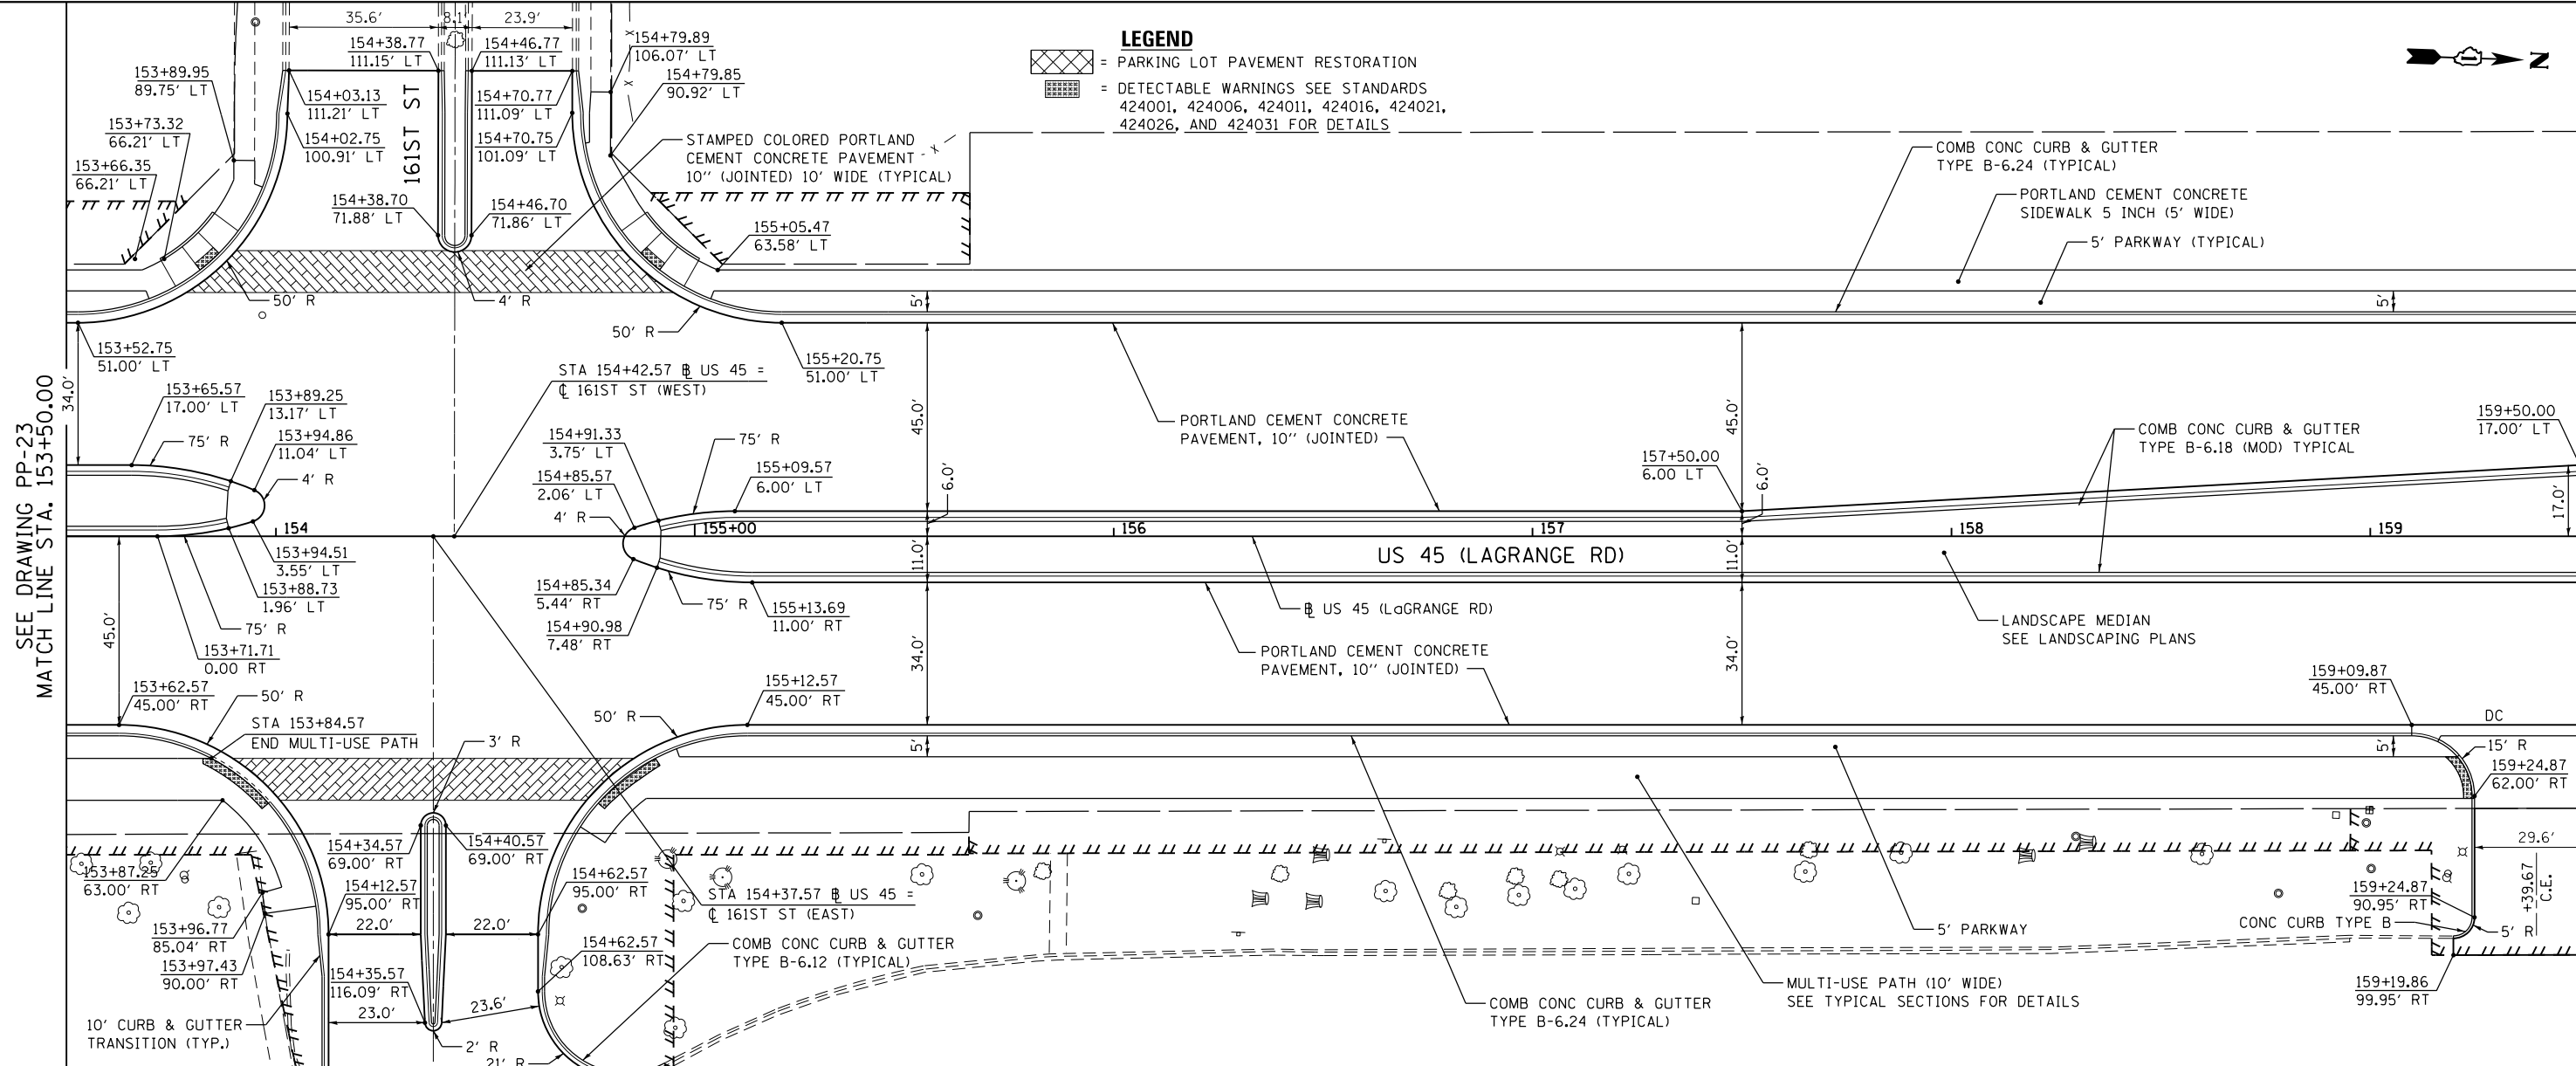 35.6'
8.1'
23.9'
154+38.77
111.15' LT
154+46.77
111.13' LT
154+79.89
106.07' LT
153+89.95
89.75' LT
154+79.85
90.92' LT
154+03.13
111.21' LT
154+70.77
111.09' LT
153+73.32
66.21' LT
154+02.75
100.91' LT
154+70.75
101.09' LT
161ST ST
153+66.35
66.21' LT
154+38.70
71.88' LT
154+46.70
71.86' LT
STAMPED COLORED PORTLAND
CEMENT CONCRETE PAVEMENT
10'' (JOINTED) 10' WIDE (TYPICAL)
155+05.47
63.58' LT
50' R
4' R
50' R
LEGEND
= PARKING LOT PAVEMENT RESTORATION
= DETECTABLE WARNINGS SEE STANDARDS
424001, 424006, 424011, 424016, 424021,
424026, AND 424031 FOR DETAILS
1
N
COMB CONC CURB & GUTTER
TYPE B-6.24 (TYPICAL)
PORTLAND CEMENT CONCRETE
SIDEWALK 5 INCH (5' WIDE)
5' PARKWAY (TYPICAL)
5'
5'
153+52.75
51.00' LT
155+20.75
51.00' LT
SEE DRAWING PP-23
MATCH LINE STA. 153+50.00
34.0'
153+65.57
17.00' LT
153+89.25
13.17' LT
153+94.86
11.04' LT
75' R
4' R
STA 154+42.57 ⅊ US 45 =
℄ 161ST ST (WEST)
154+91.33
3.75' LT
154+85.57
2.06' LT
4' R
75' R
155+09.57
6.00' LT
45.0'
6.0'
PORTLAND CEMENT CONCRETE
PAVEMENT, 10'' (JOINTED)
45.0'
157+50.00
6.00 LT
6.0'
COMB CONC CURB & GUTTER
TYPE B-6.18 (MOD) TYPICAL
159+50.00
17.00' LT
17.0'
154
155+00
156
157
158
159
153+94.51
3.55' LT
153+88.73
1.96' LT
75' R
153+71.71
0.00 RT
45.0'
154+85.34
5.44' RT
154+90.98
7.48' RT
75' R
155+13.69
11.00' RT
11.0'
11.0'
US 45 (LAGRANGE RD)
⅊ US 45 (LaGRANGE RD)
34.0'
34.0'
PORTLAND CEMENT CONCRETE
PAVEMENT, 10'' (JOINTED)
LANDSCAPE MEDIAN
SEE LANDSCAPING PLANS
153+62.57
45.00' RT
50' R
STA 153+84.57
END MULTI-USE PATH
3' R
50' R
155+12.57
45.00' RT
5'
159+09.87
45.00' RT
DC
5'
15' R
159+24.87
62.00' RT
153+87.25
63.00' RT
154+34.57
69.00' RT
154+40.57
69.00' RT
154+12.57
95.00' RT
154+62.57
95.00' RT
STA 154+37.57 ⅊ US 45 =
℄ 161ST ST (EAST)
153+96.77
85.04' RT
153+97.43
90.00' RT
22.0'
22.0'
154+62.57
108.63' RT
154+35.57
116.09' RT
23.0'
23.6'
COMB CONC CURB & GUTTER
TYPE B-6.12 (TYPICAL)
10' CURB & GUTTER
TRANSITION (TYP.)
2' R
21' R
5' PARKWAY
MULTI-USE PATH (10' WIDE)
SEE TYPICAL SECTIONS FOR DETAILS
COMB CONC CURB & GUTTER
TYPE B-6.24 (TYPICAL)
29.6'
+39.67
C.E.
159+24.87
90.95' RT
CONC CURB TYPE B
5' R
159+19.86
99.95' RT